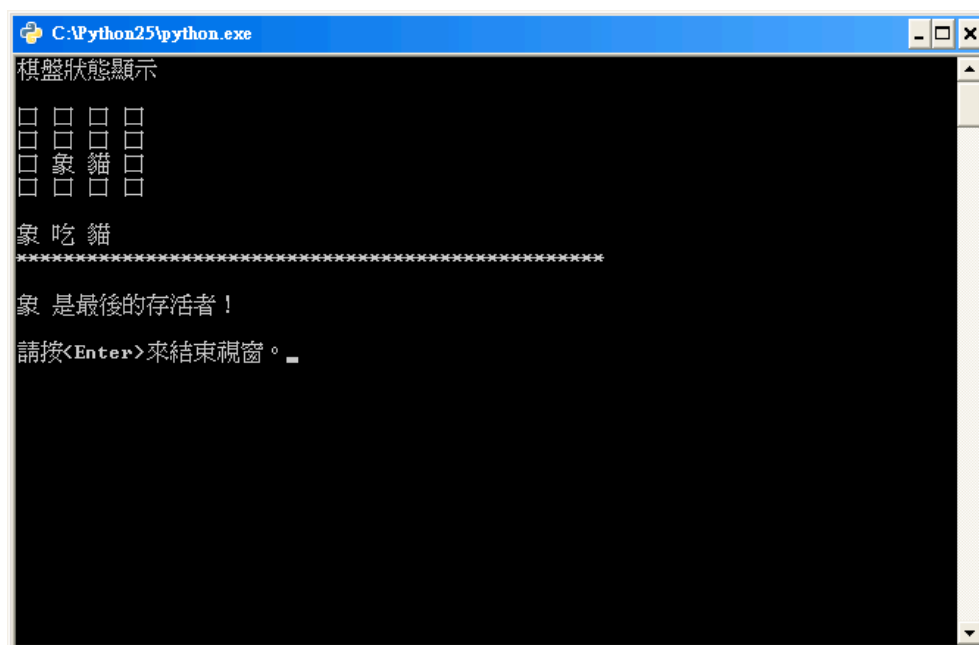 C:\Python25\python.exe
棋盤狀態顯示
口 口 口 口
口 口 口 口
口 象 貓 口
口 口 口 口
象 吃 貓
**************************************************
象 是最後的存活者！
請按<Enter>來結束視窗。_